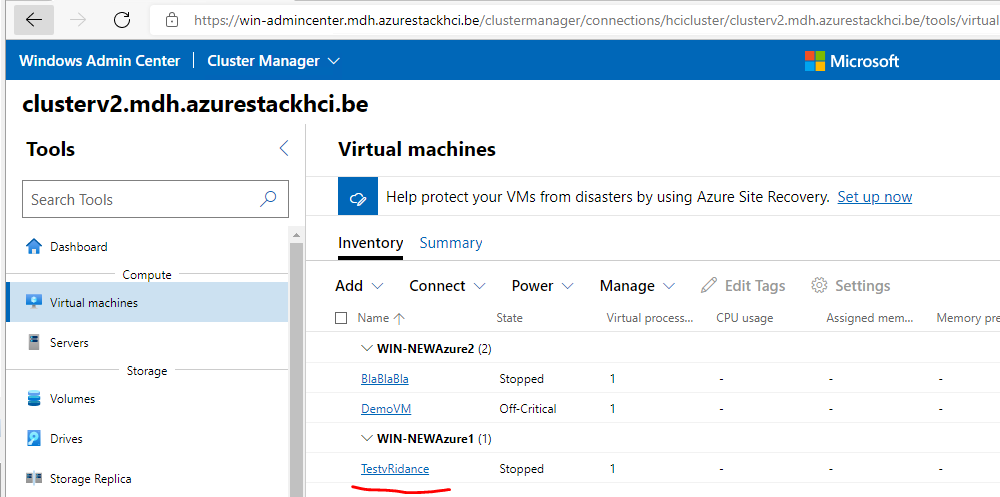 https://win-admincenter.mdh.azurestackhci.be/clustermanager/connections/hcicluster/clusterv2.mdh.azurestackhci.be/tools/virtual
Windows Admin Center | Cluster Manager
Microsoft
clusterv2.mdh.azurestackhci.be
Tools
Search Tools
Dashboard
Compute
Virtual machines
Servers
Storage
Volumes
Drives
Storage Replica
Virtual machines
Help protect your VMs from disasters by using Azure Site Recovery. Set up now
Inventory Summary
Add Connect Power Manage Edit Tags Settings
Name State Virtual process... CPU usage Assigned mem... Memory pre
WIN-NEWAzure2 (2)
BlaBlaBla Stopped 1 - - -
DemoVM Off-Critical 1 - - -
WIN-NEWAzure1 (1)
TestvRidance Stopped 1 - - -